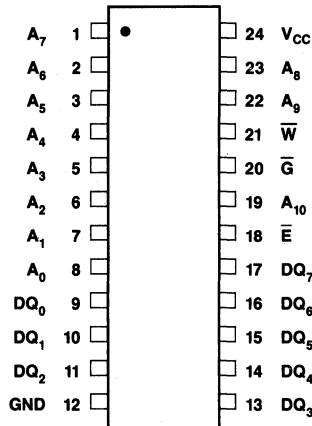 A₇ 1 24 V_CC
A₆ 2 23 A₈
A₅ 3 22 A₉
A₄ 4 21 W̅
A₃ 5 20 G̅
A₂ 6 19 A₁₀
A₁ 7 18 E̅
A₀ 8 17 DQ₇
DQ₀ 9 16 DQ₆
DQ₁ 10 15 DQ₅
DQ₂ 11 14 DQ₄
GND 12 13 DQ₃